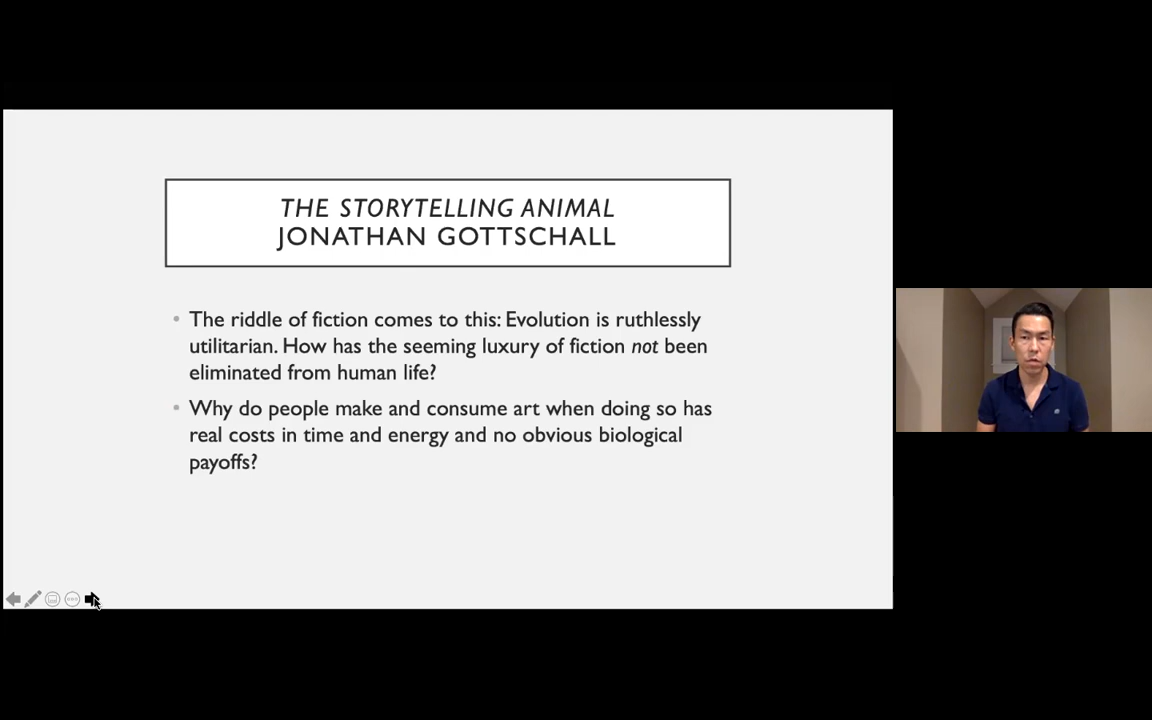 THE STORYTELLING ANIMAL
JONATHAN GOTTSCHALL
• The riddle of fiction comes to this: Evolution is ruthlessly
utilitarian. How has the seeming luxury of fiction not been
eliminated from human life?
• Why do people make and consume art when doing so has
real costs in time and energy and no obvious biological
payoffs?